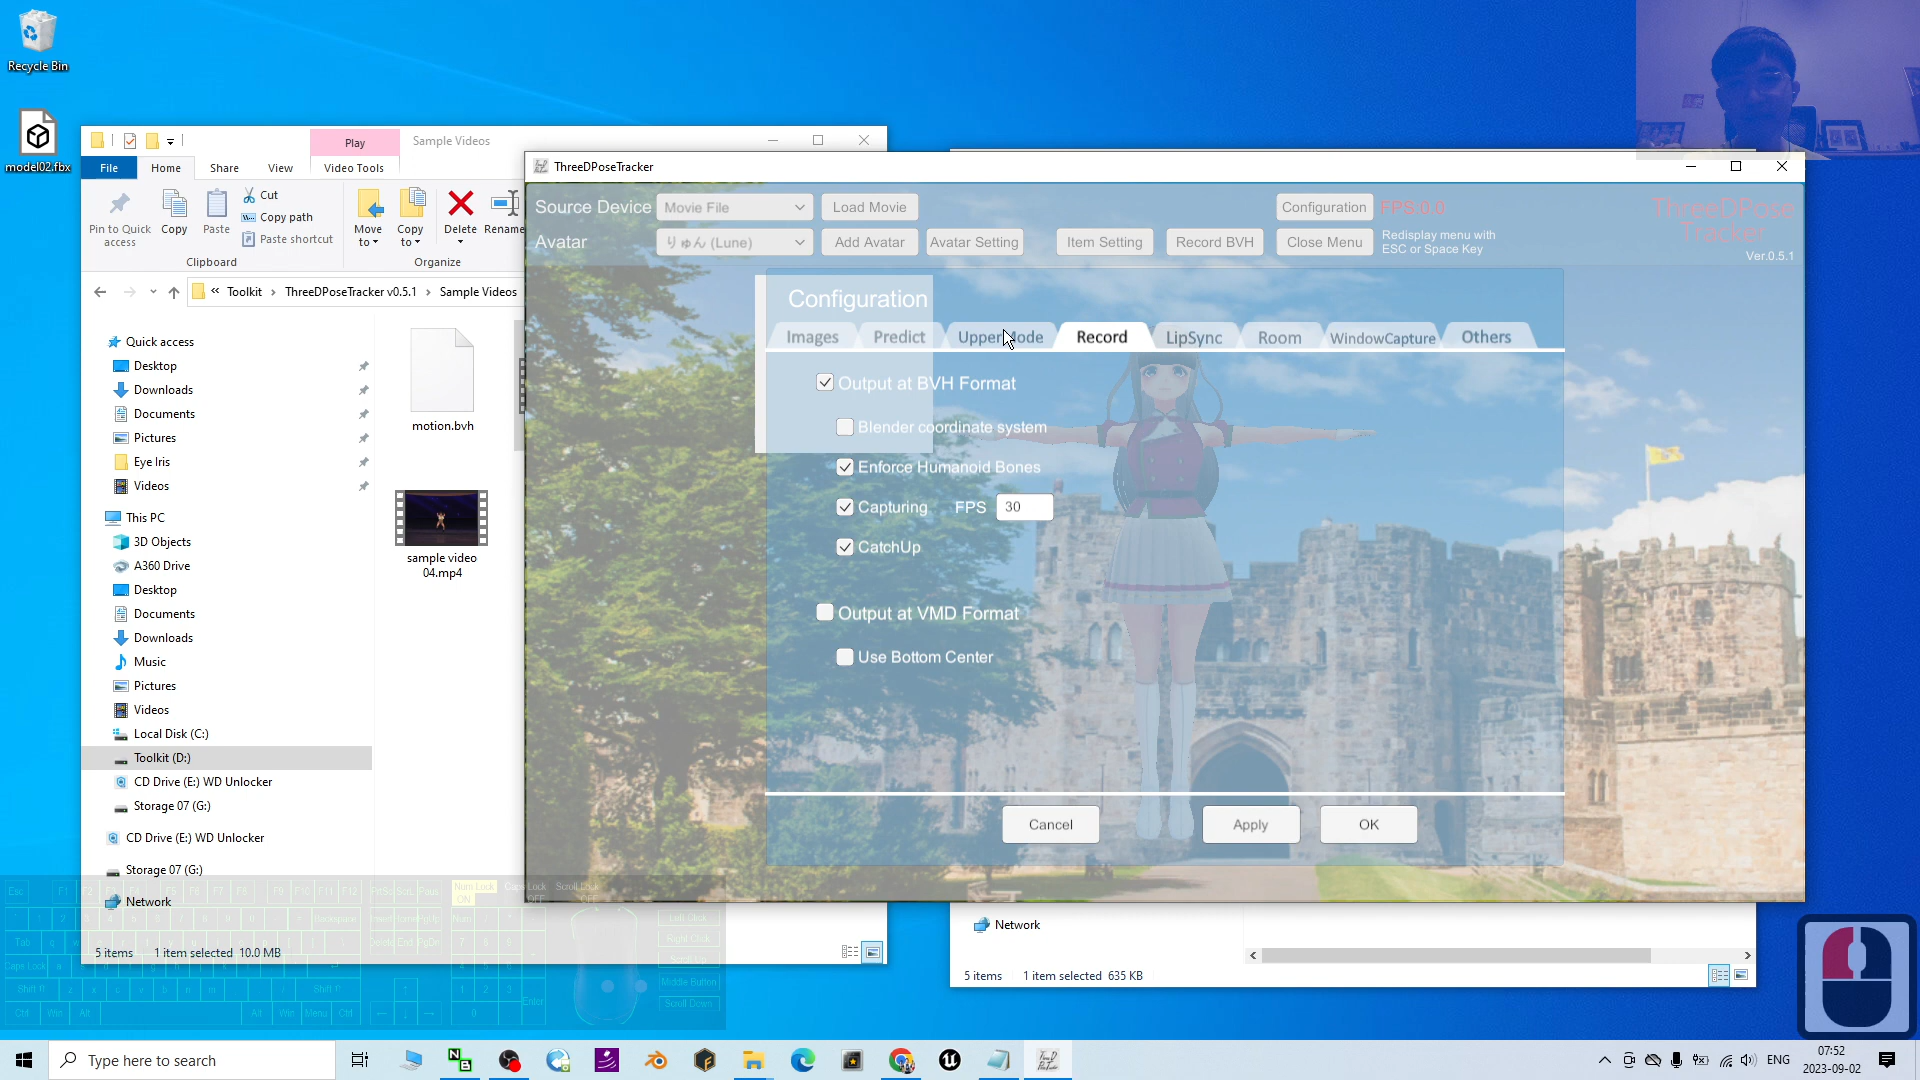 Recycle Bin
model02.fbx
Play
Sample Videos
File
Home
Share
View
Video Tools
Pin to Quick access
Copy
Paste
Cut
Copy path
Paste shortcut
Move to
Copy to
Delete
Rename
Clipboard
Organize
Toolkit > ThreeDPoseTracker v0.5.1 > Sample Videos
Quick access
Desktop
Downloads
Documents
Pictures
Eye Iris
Videos
This PC
3D Objects
A360 Drive
Desktop
Documents
Downloads
Music
Pictures
Videos
Local Disk (C:)
Toolkit (D:)
CD Drive (E:) WD Unlocker
Storage 07 (G:)
CD Drive (E:) WD Unlocker
Storage 07 (G:)
Network
motion.bvh
sample video 04.mp4
5 items
1 item selected 10.0 MB
ThreeDPoseTracker
Source Device
Movie File
Load Movie
Configuration
FPS:0.0
Avatar
りゅん (Lune)
Add Avatar
Avatar Setting
Item Setting
Record BVH
Close Menu
Redisplay menu with
ESC or Space Key
ThreeDPose
Tracker
Ver.0.5.1
Configuration
Images
Predict
Record
LipSync
Room
WindowCapture
Others
Output at BVH Format
Blender coordinate system
Enforce Humanoid Bones
Capturing
FPS
30
CatchUp
Output at VMD Format
Use Bottom Center
Cancel
Apply
OK
Network
5 items
1 item selected 635 KB
Type here to search
ENG
07:52
2023-09-02